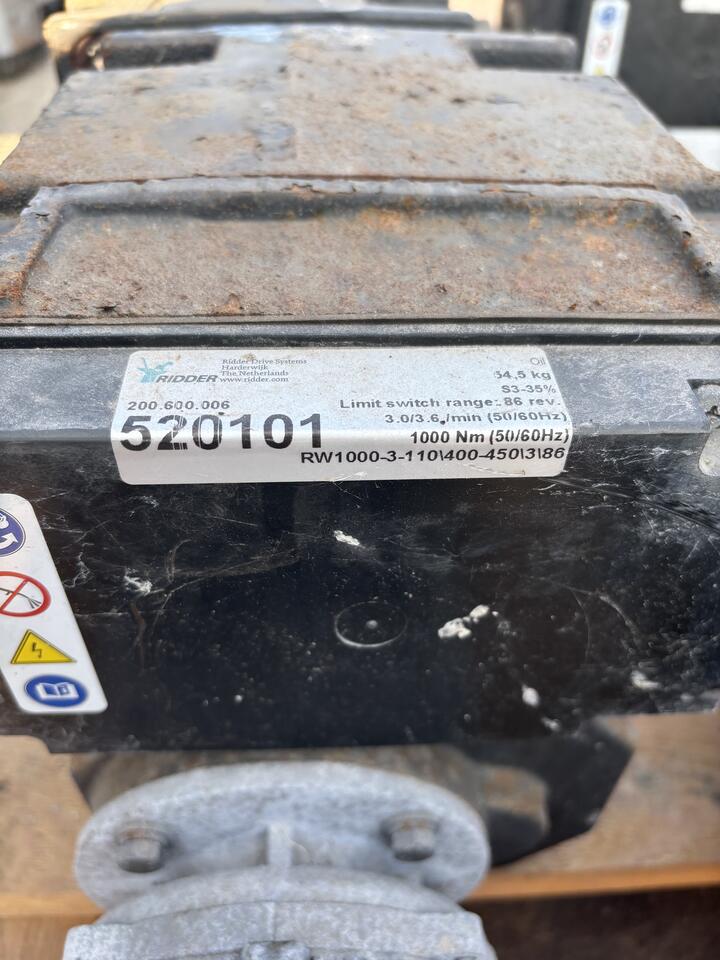 RIDDER
Ridder Drive Systems
Harderwijk
The Netherlands
www.ridder.com
200.600.006
520101
Oil
34,5 kg
S3-35%
Limit switch range: 86 rev.
3.0/3.6,/min (50/60Hz)
1000 Nm (50/60Hz)
RW1000-3-110\400-450\3\86